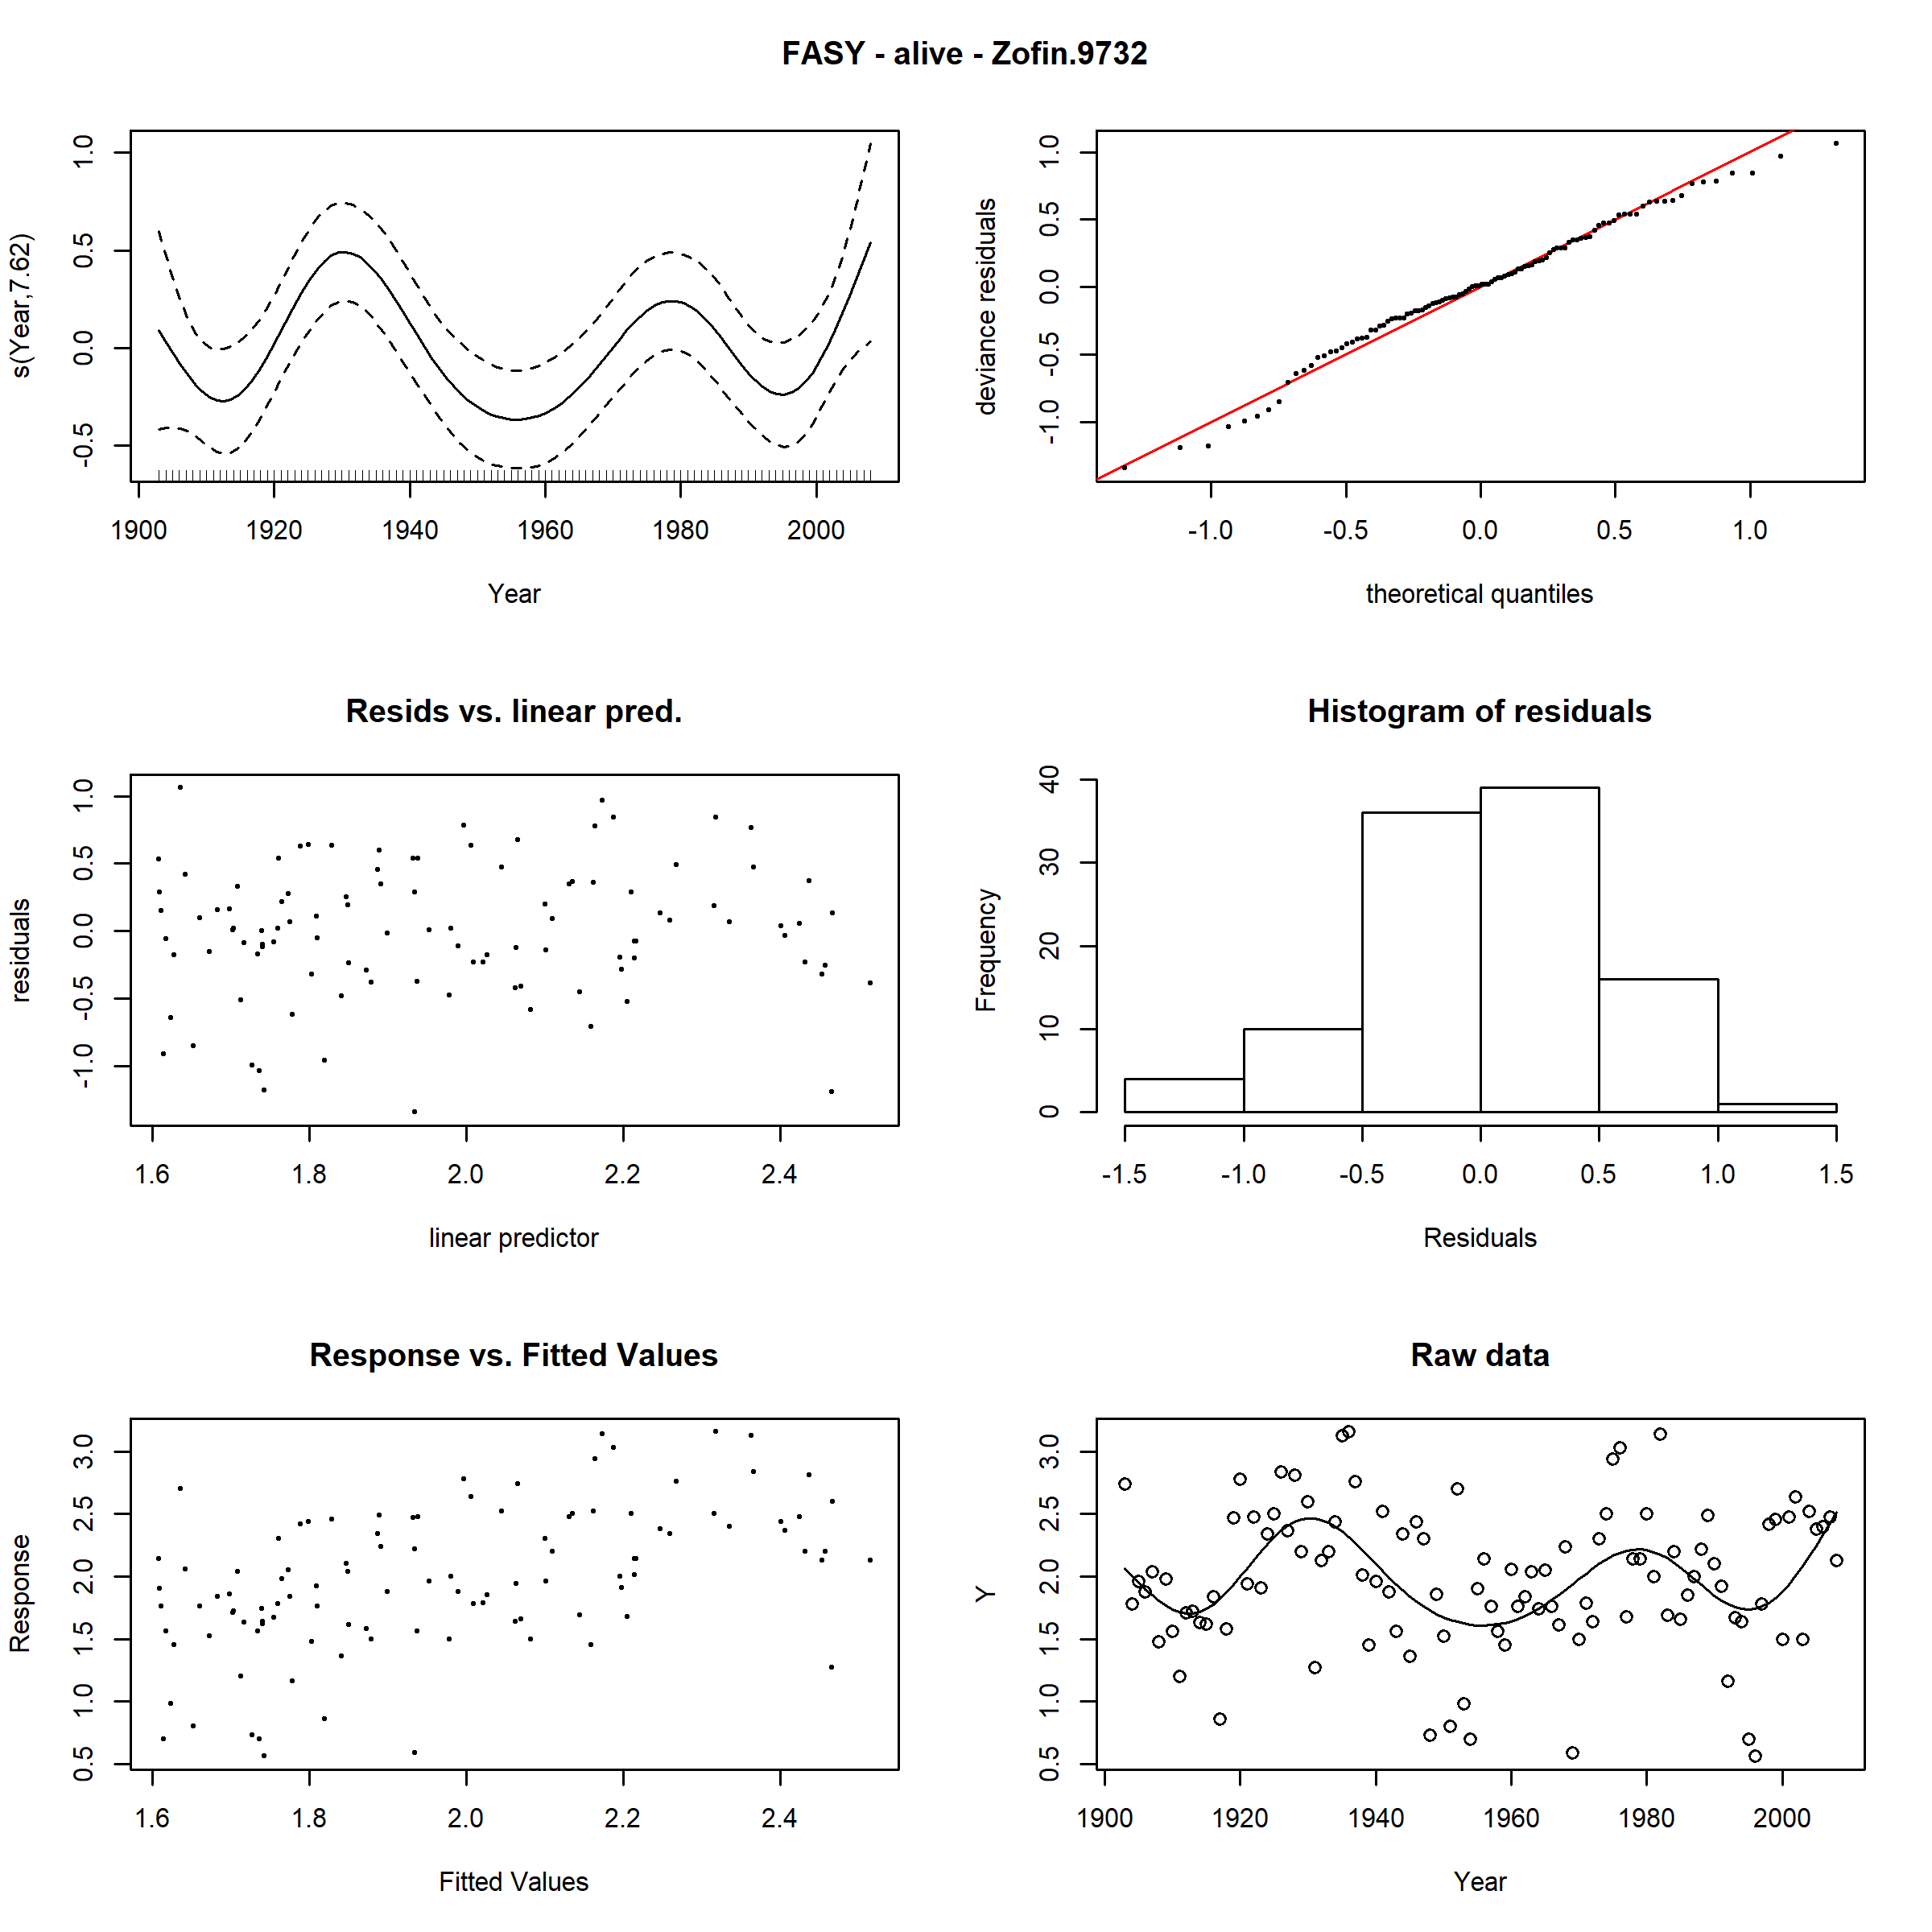 FASY - alive - Zofin.9732
s(Year,7.62)
1.0
0.5
0.0
-0.5
1900 1920 1940 1960 1980 2000
Year
deviance residuals
1.0
0.5
0.0
-0.5
-1.0
-1.0 -0.5 0.0 0.5 1.0
theoretical quantiles
Resids vs. linear pred.
residuals
1.0
0.5
0.0
-0.5
-1.0
1.6 1.8 2.0 2.2 2.4
linear predictor
Histogram of residuals
Frequency
40
30
20
10
0
-1.5 -1.0 -0.5 0.0 0.5 1.0 1.5
Residuals
Response vs. Fitted Values
Response
3.0
2.5
2.0
1.5
1.0
0.5
1.6 1.8 2.0 2.2 2.4
Fitted Values
Raw data
Y
3.0
2.5
2.0
1.5
1.0
0.5
1900 1920 1940 1960 1980 2000
Year